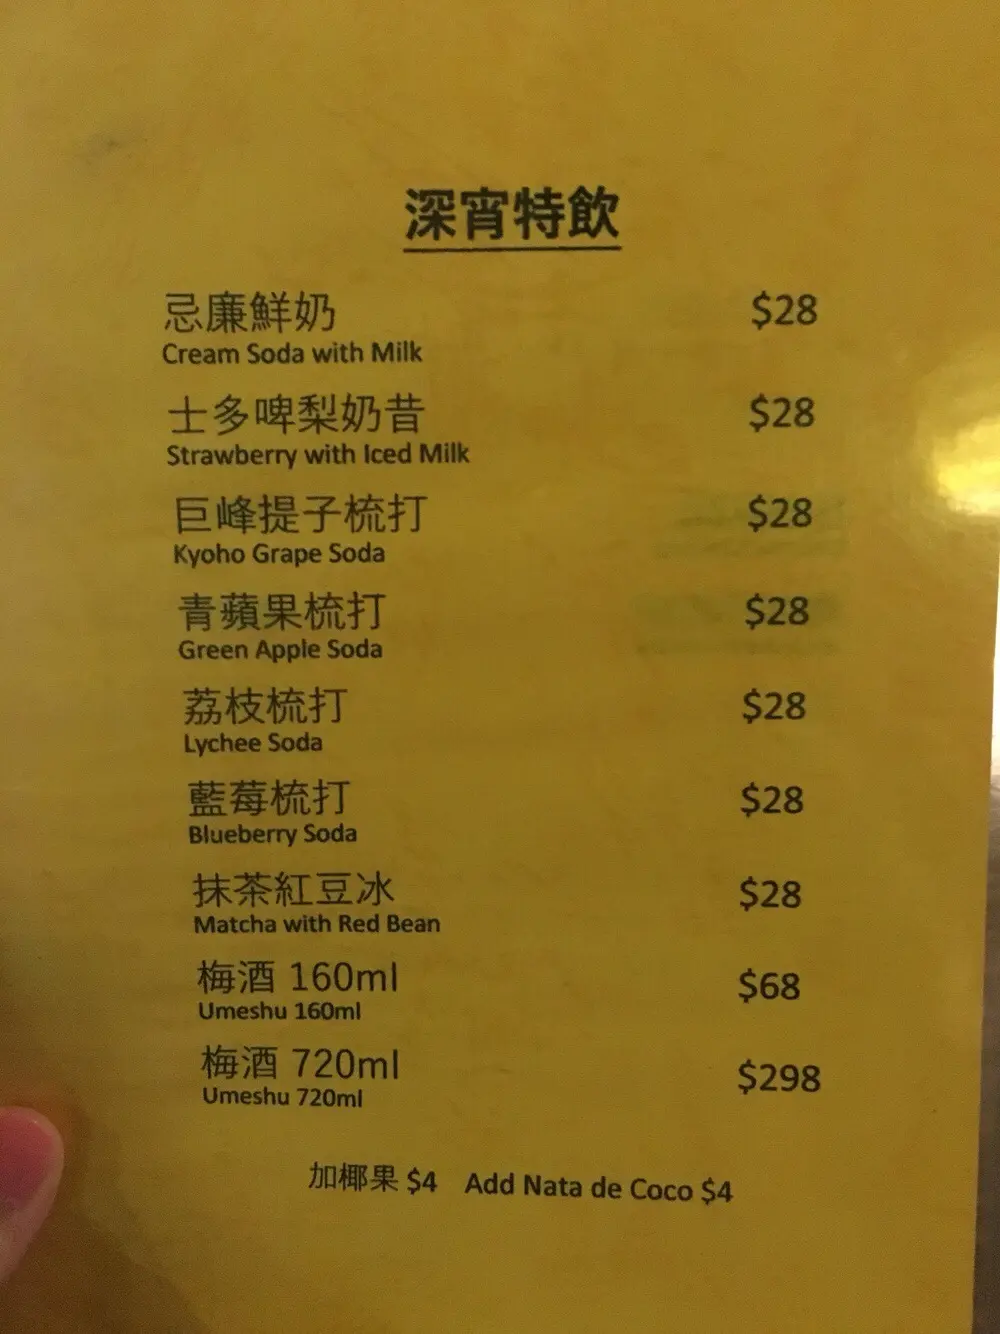 深宵特飲
忌廉鮮奶 $28
Cream Soda with Milk
士多啤梨奶昔 $28
Strawberry with Iced Milk
巨峰提子梳打 $28
Kyoho Grape Soda
青蘋果梳打 $28
Green Apple Soda
荔枝梳打 $28
Lychee Soda
藍莓梳打 $28
Blueberry Soda
抹茶紅豆冰 $28
Matcha with Red Bean
梅酒 160ml $68
Umeshu 160ml
梅酒 720ml $298
Umeshu 720ml
加椰果 $4 Add Nata de Coco $4